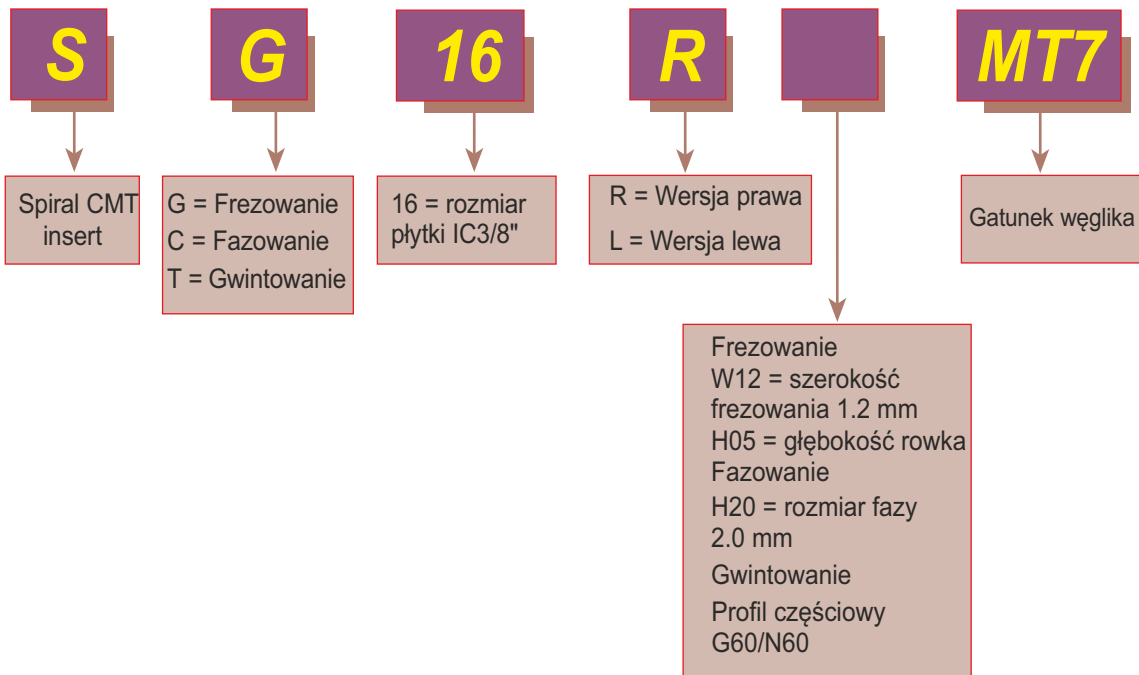 S
G
16
R
MT7
Spiral CMT
insert
G = Frezowanie
C = Fazowanie
T = Gwintowanie
16 = rozmiar
płytki IC3/8"
R = Wersja prawa
L = Wersja lewa
Gatunek węglika
Frezowanie
W12 = szerokość
frezowania 1.2 mm
H05 = głębokość rowka
Fazowanie
H20 = rozmiar fazy
2.0 mm
Gwintowanie
Profil częściowy
G60/N60